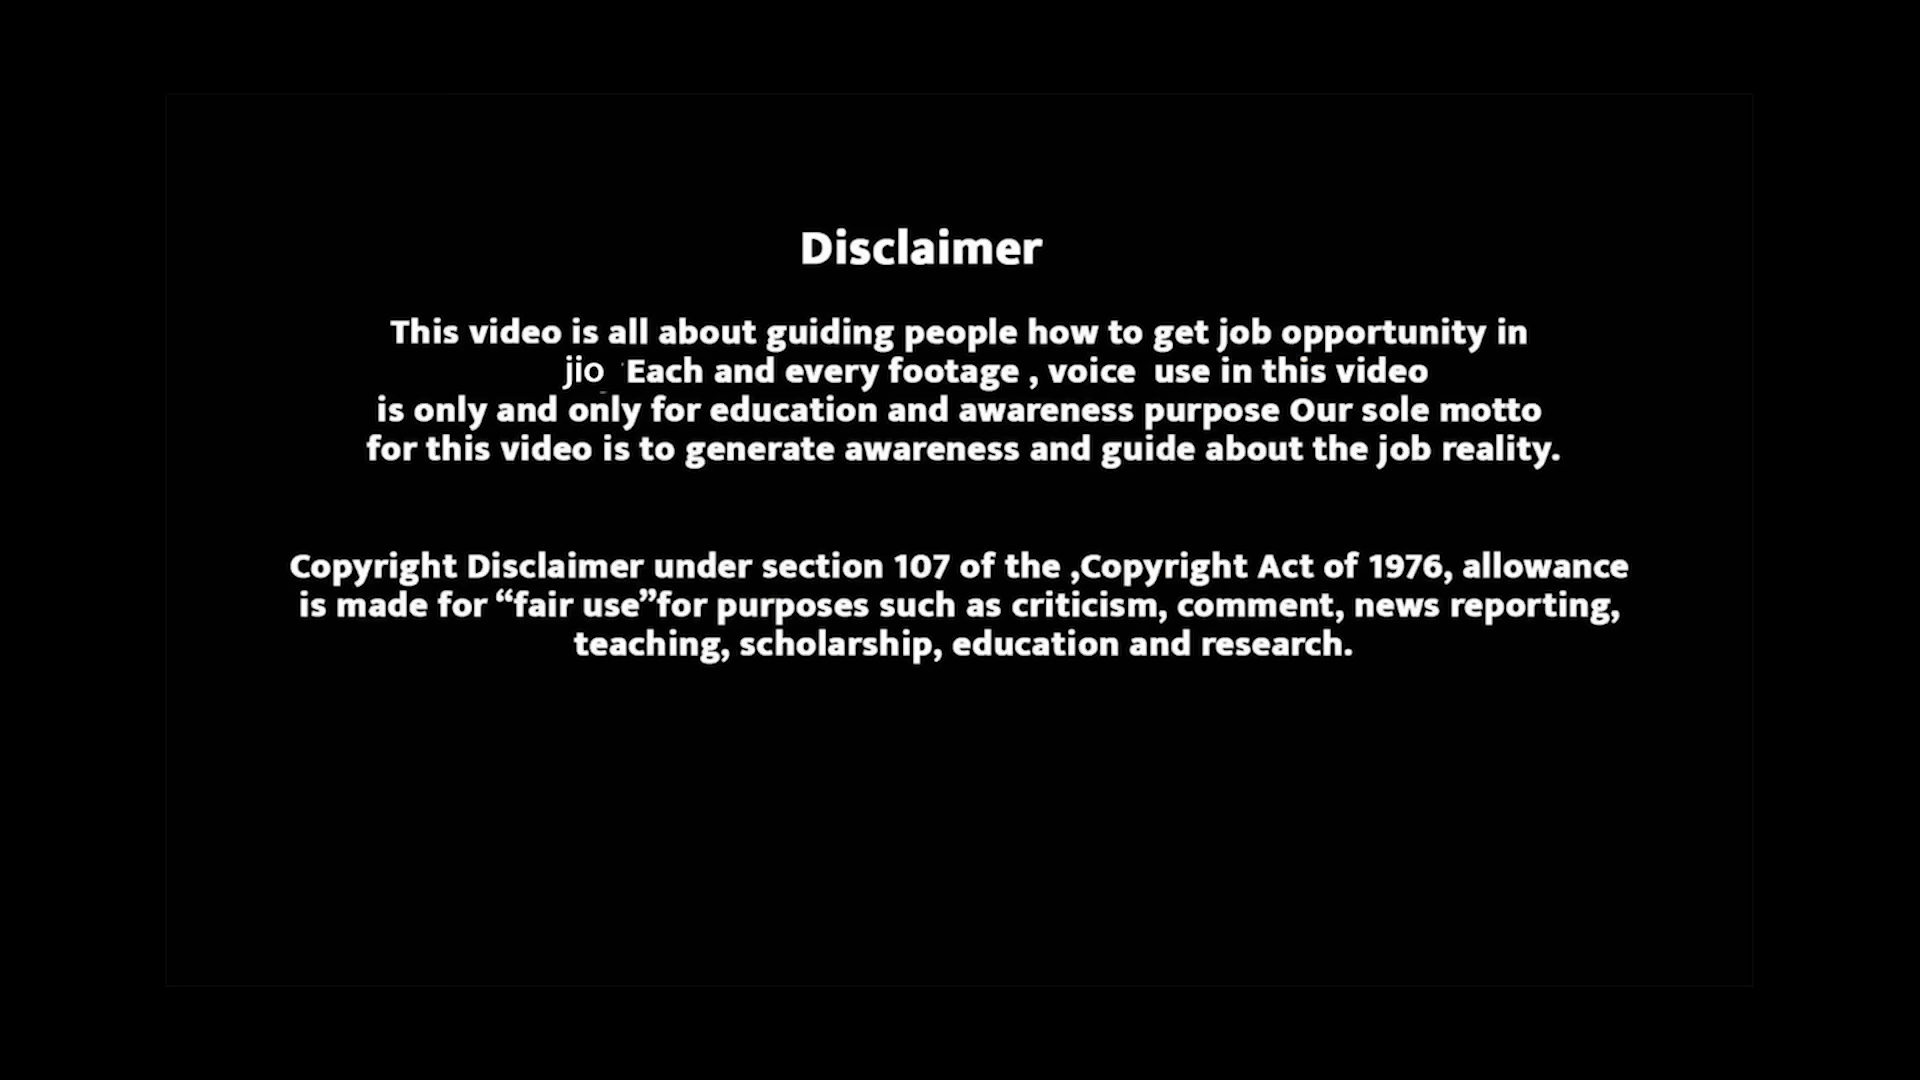 Disclaimer
This video is all about guiding people how to get job opportunity in
jio Each and every footage , voice use in this video
is only and only for education and awareness purpose Our sole motto
for this video is to generate awareness and guide about the job reality.
Copyright Disclaimer under section 107 of the ,Copyright Act of 1976, allowance
is made for “fair use”for purposes such as criticism, comment, news reporting,
teaching, scholarship, education and research.